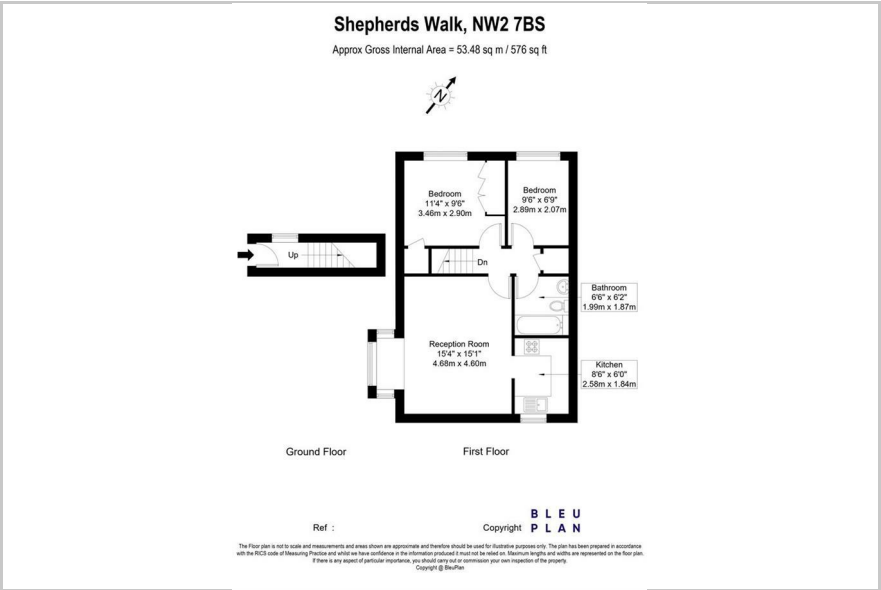 Shepherds Walk, NW2 7BS
Approx Gross Internal Area = 53.48 sq m / 576 sq ft
N
Bedroom
11'4" x 9'6"
3.46m x 2.90m
Bedroom
9'6" x 6'9"
2.89m x 2.07m
Up
Dn
Bathroom
6'6" x 6'2"
1.99m x 1.87m
Reception Room
15'4" x 15'1"
4.68m x 4.60m
Kitchen
8'6" x 6'0"
2.58m x 1.84m
Ground Floor
First Floor
Ref :
Copyright
BLEU
PLAN
The Floor plan is not to scale and measurements and areas shown are approximate and therefore should be used for illustrative purposes only. The plan has been prepared in accordance
with the RICS code of Measuring Practice and whilst we have confidence in the information produced it must not be relied on. Maximum lengths and widths are represented on the floor plan.
If there is any aspect of particular importance, you should carry out or commission your own inspection of the property.
Copyright @ BleuPlan